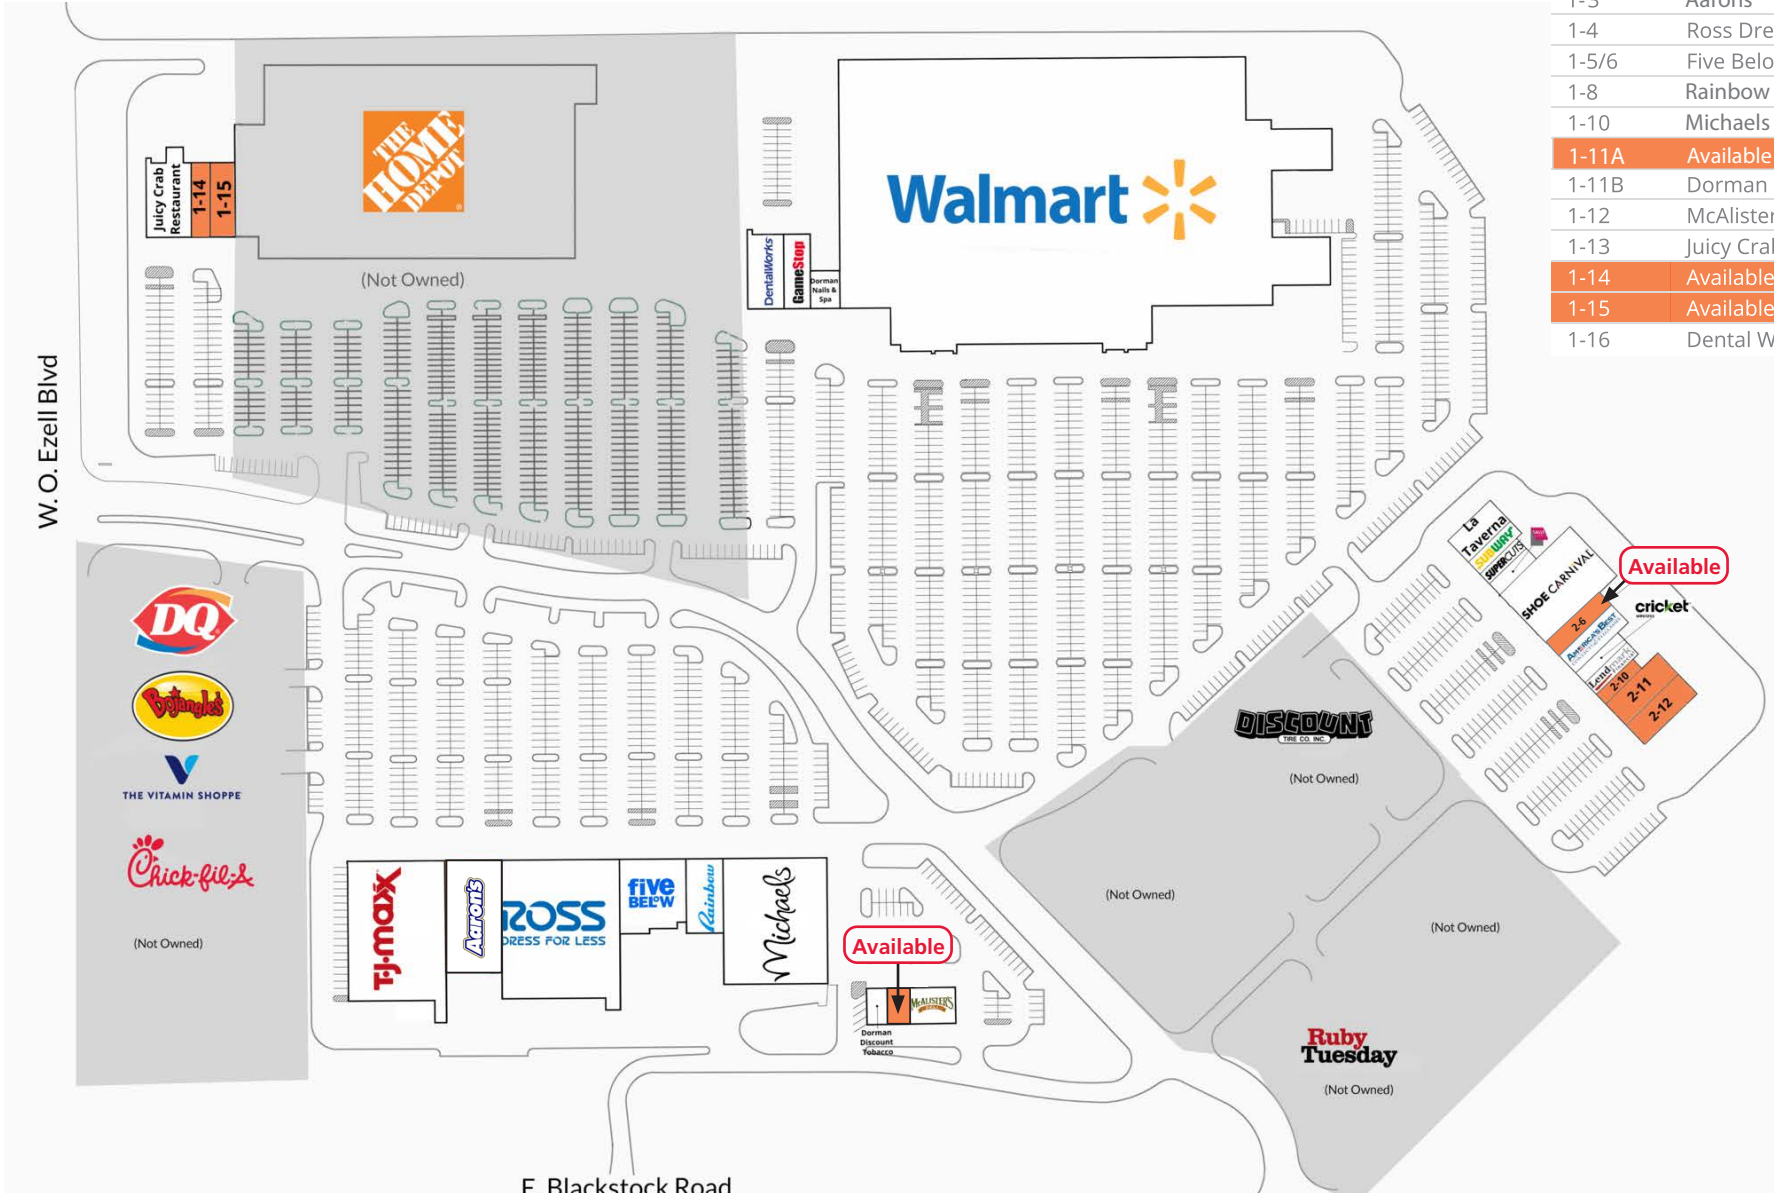 1-3 Aarons
1-4 Ross Dre
1-5/6 Five Belo
1-8 Rainbow
1-10 Michaels
1-11A Available
1-11B Dorman
1-12 McAlister
1-13 Juicy Cral
1-14 Available
1-15 Available
1-16 Dental W
THE
HOME
DEPOT
(Not Owned)
Juicy Crab
Restaurant
1-14
1-15
Walmart
DentalWorks
GameStop
Dorman
Nails &
Spa
W. O. Ezell Blvd
La
Taverna
SUBWAY
SUPERCUTS
SHOE CARNIVAL
Available
2-6
cricket
AMERICA'S BEST
Lendmark
2-10
2-11
2-12
DQ
Bojangles
THE VITAMIN SHOPPE
Chick-fil-A
(Not Owned)
DISCOUNT
TIRE CO. INC.
(Not Owned)
(Not Owned)
(Not Owned)
T.J.maxx
Aaron's
ROSS
DRESS FOR LESS
five
BELOW
Rainbow
Michaels
Available
McALISTER'S
DELI
Dorman
Discount
Tobacco
Ruby
Tuesday
(Not Owned)
E. Blackstock Road